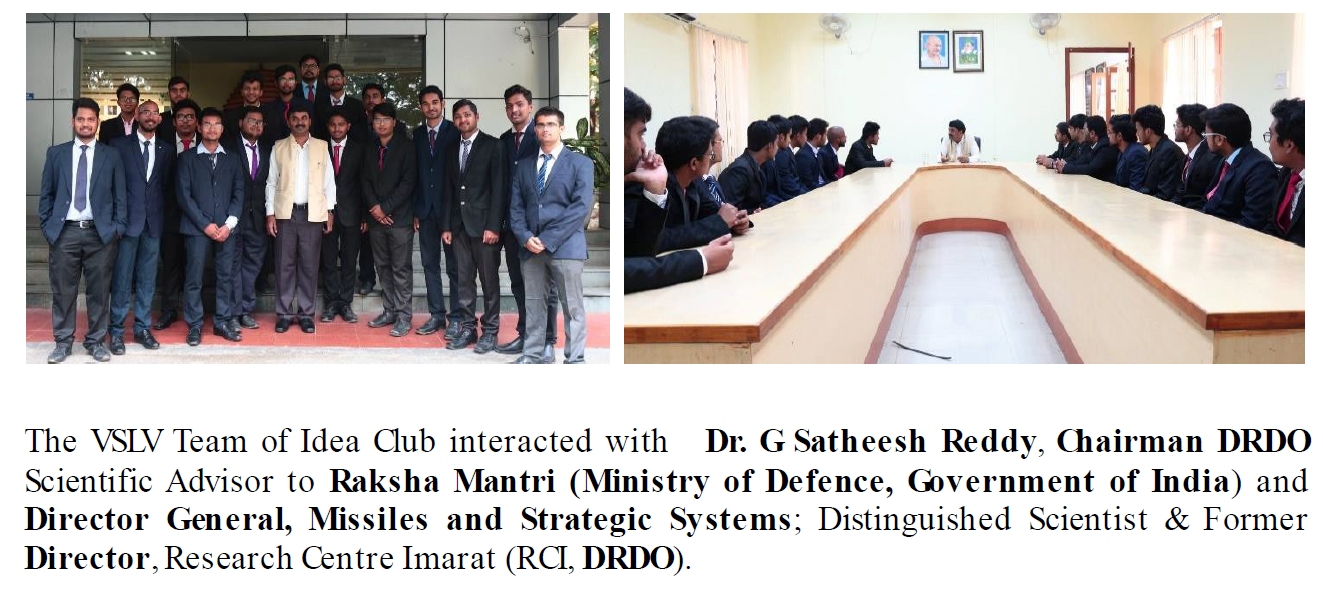 The VSLV Team of Idea Club interacted with Dr. G Satheesh Reddy, Chairman DRDO
Scientific Advisor to Raksha Mantri (Ministry of Defence, Government of India) and
Director General, Missiles and Strategic Systems; Distinguished Scientist & Former
Director, Research Centre Imarat (RCI, DRDO).